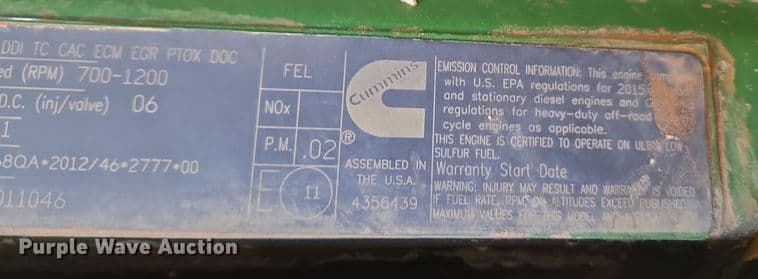 DDI TC CAC ECM EGR PTOX DOC
ed (RPM) 700-1200
D.C. (inj/valve) 06
1
68QA*2012/46*2777*00
011046
FEL
NOx
P.M. .02
E 11
Cummins
®
ASSEMBLED IN
THE U.S.A.
4356439
EMISSION CONTROL INFORMATION: This engine
with U.S. EPA regulations for 2015
and stationary diesel engines and
regulations for heavy-duty off-road
cycle engines as applicable.
THIS ENGINE IS CERTIFIED TO OPERATE ON ULTRA LOW
SULFUR FUEL.
Warranty Start Date
WARNING: INJURY MAY RESULT AND WARRANTY IS VOIDED
IF FUEL RATE, RPMS OR ALTITUDES EXCEED PUBLISHED
MAXIMUM VALUES FOR THIS MODEL AND
Purple Wave Auction